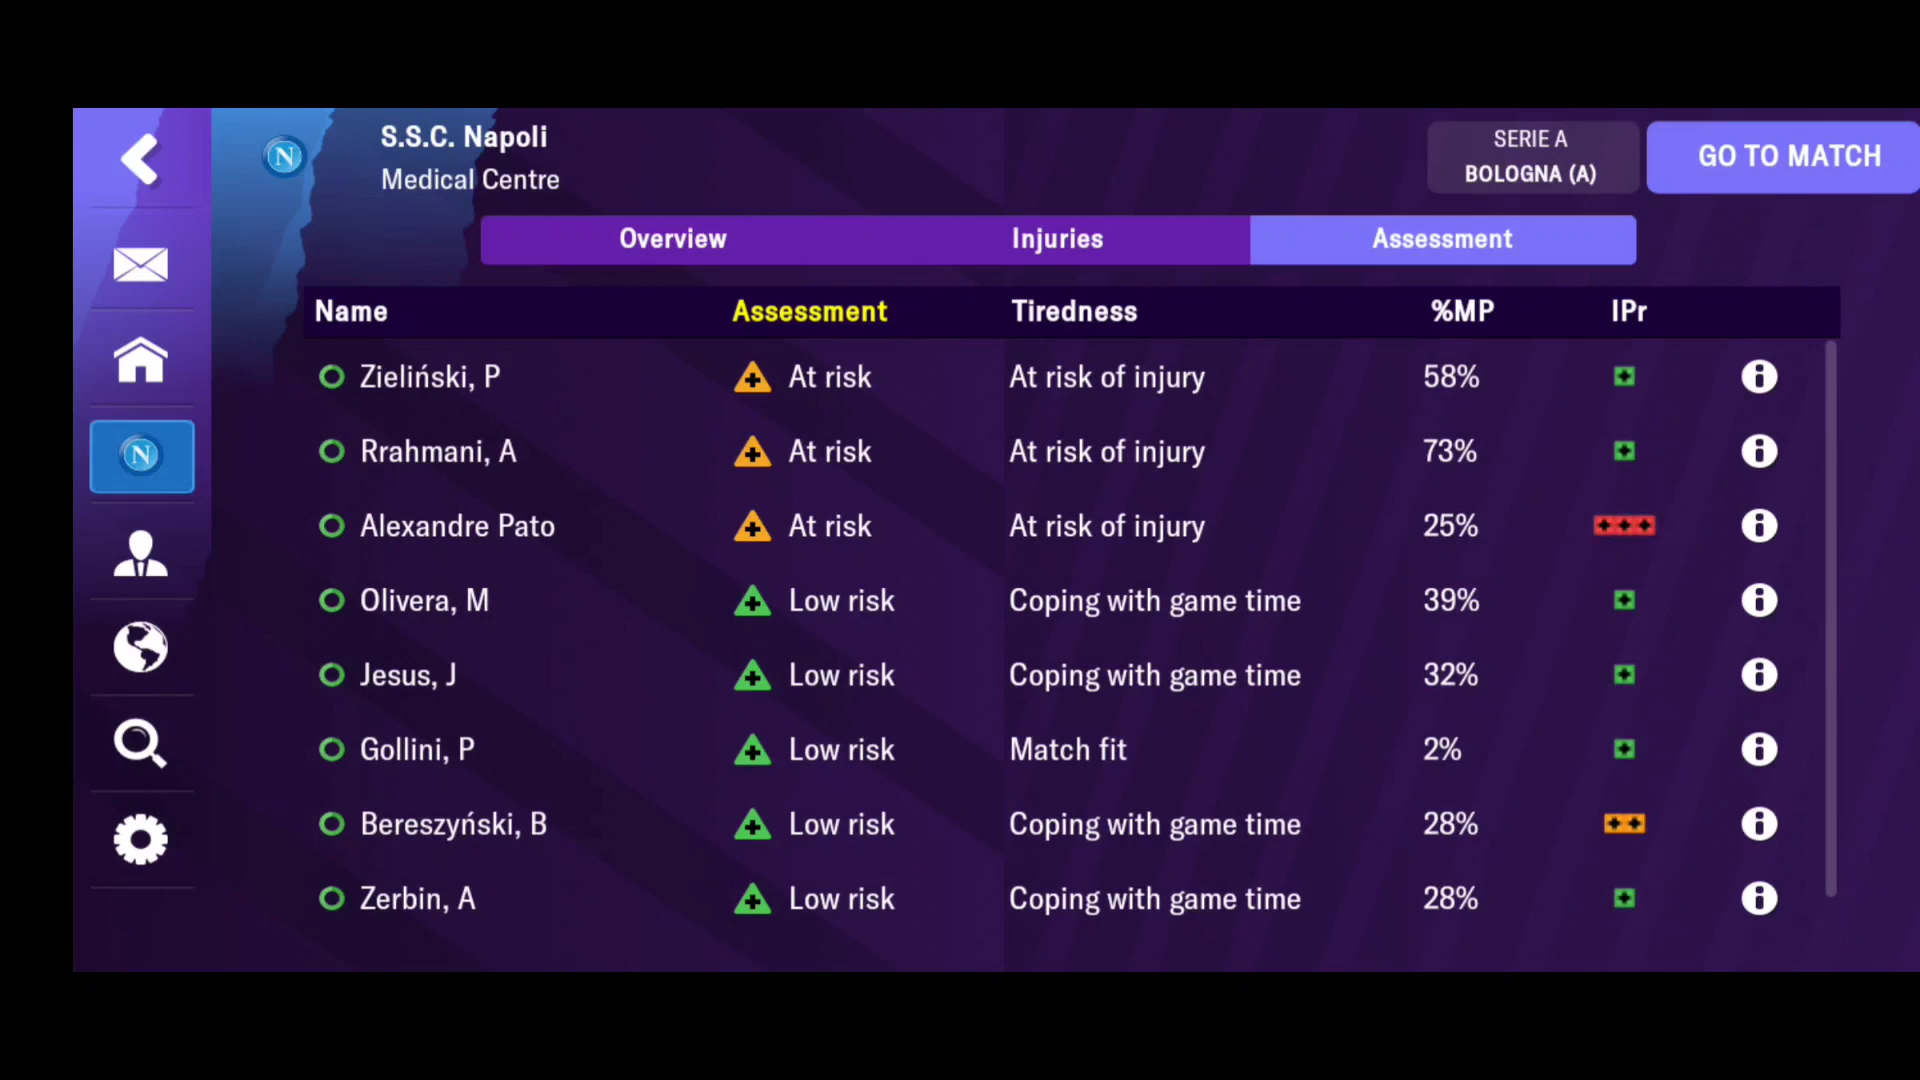 S.S.C. Napoli
Medical Centre
SERIE A
BOLOGNA (A)
GO TO MATCH
N
Overview Injuries Assessment
Name Assessment Tiredness %MP IPr
Zieliński, P At risk At risk of injury 58%
Rrahmani, A At risk At risk of injury 73%
N
Alexandre Pato At risk At risk of injury 25%
Olivera, M Low risk Coping with game time 39%
Jesus, J Low risk Coping with game time 32%
Gollini, P Low risk Match fit 2%
Bereszyński, B Low risk Coping with game time 28%
Zerbin, A Low risk Coping with game time 28%